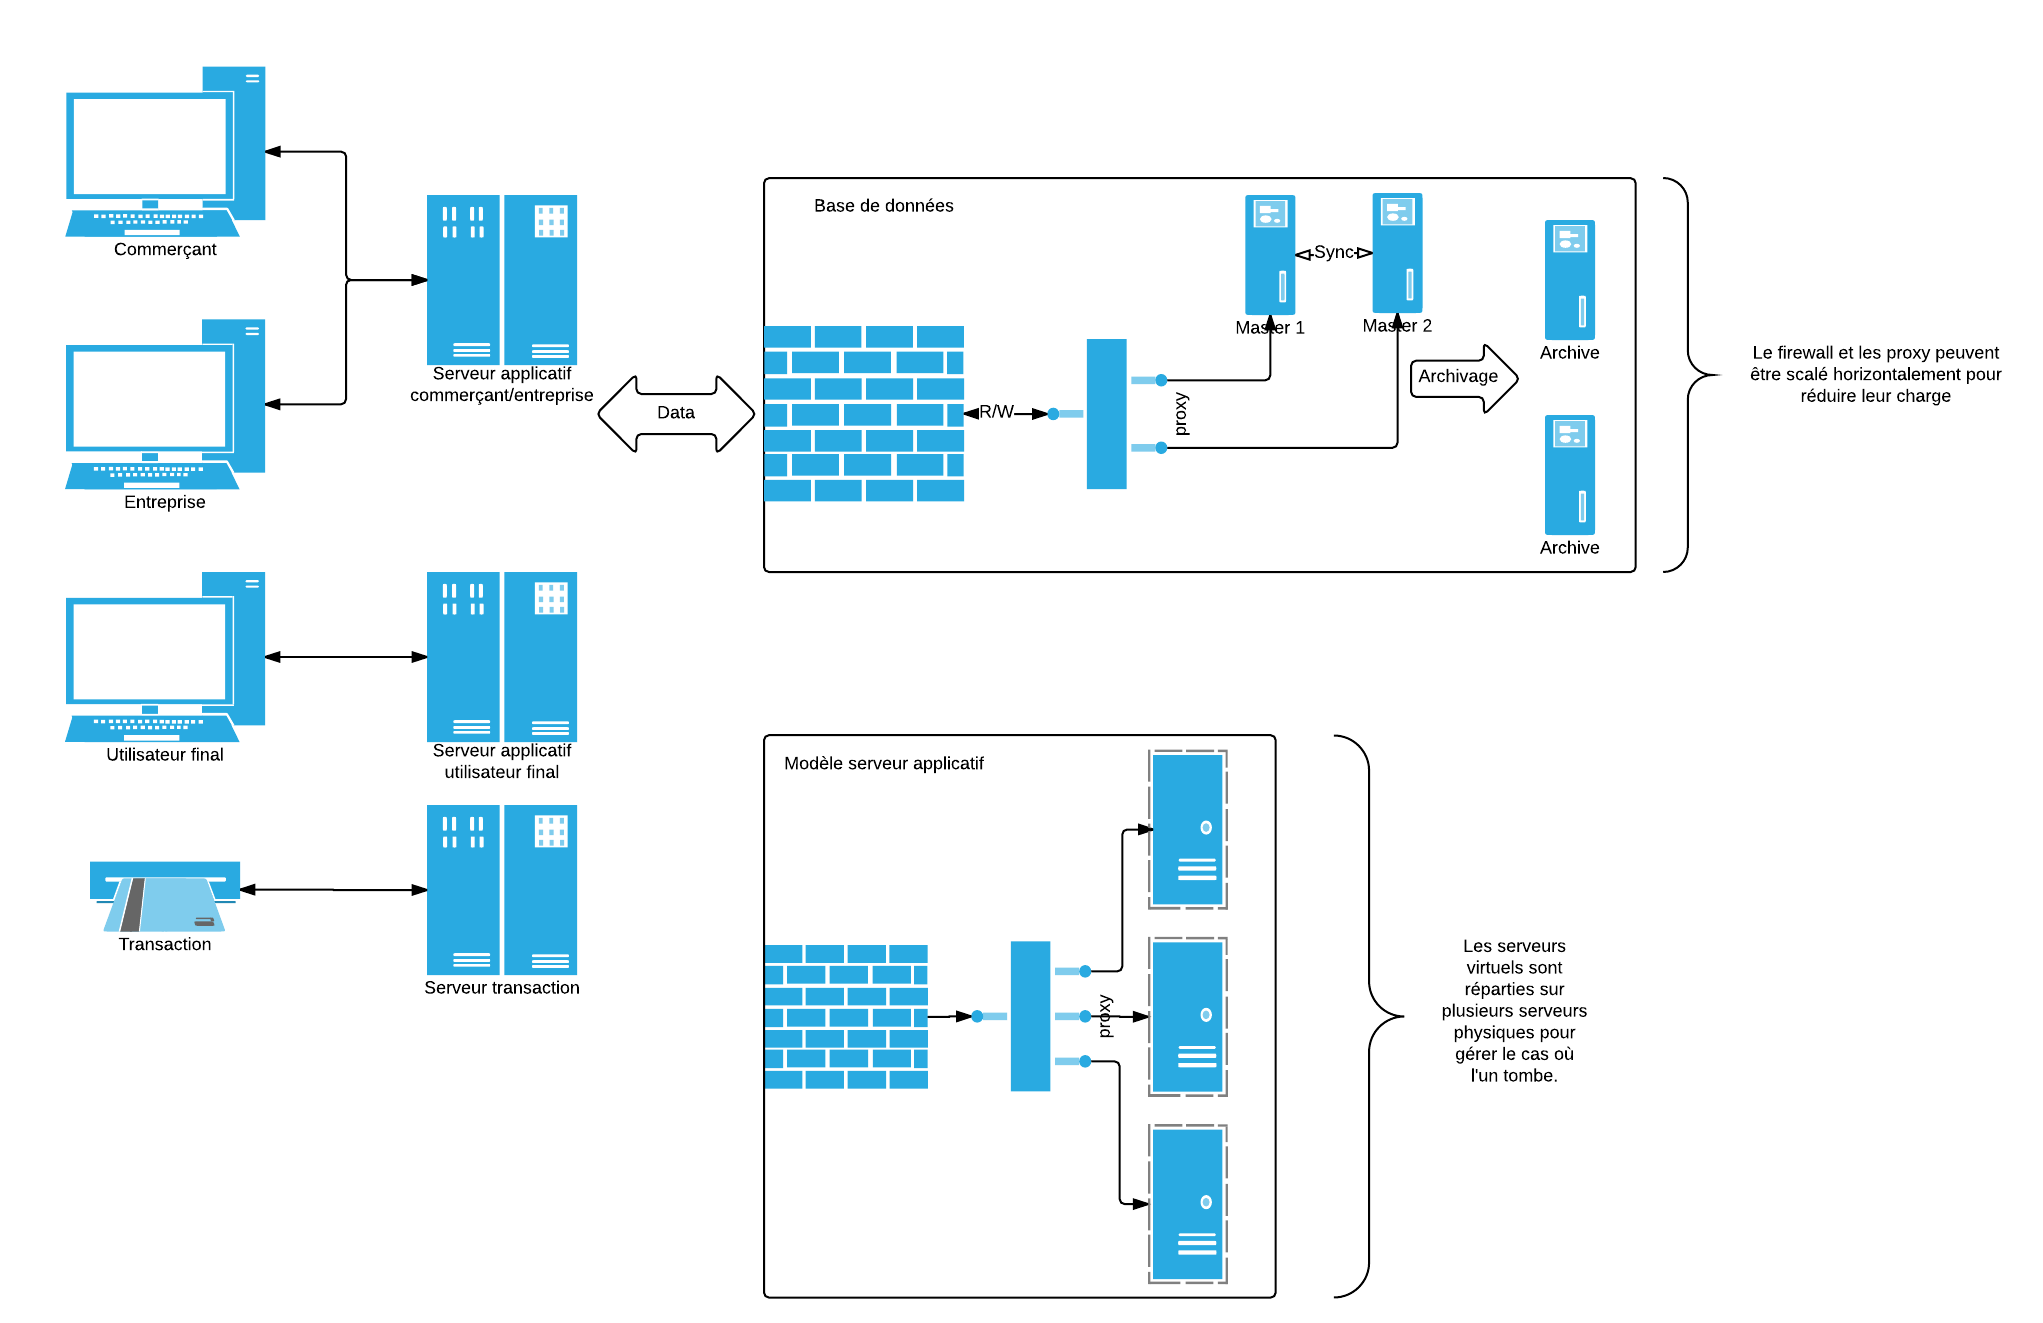 Commerçant
Entreprise
Serveur applicatif
commerçant/entreprise
Utilisateur final
Serveur applicatif
utilisateur final
Transaction
Serveur transaction
Data
Base de données
R/W
proxy
Master 1
Sync
Master 2
Archivage
Archive
Archive
Le firewall et les proxy peuvent
être scalé horizontalement pour
réduire leur charge
Modèle serveur applicatif
proxy
Les serveurs
virtuels sont
réparties sur
plusieurs serveurs
physiques pour
gérer le cas où
l'un tombe.